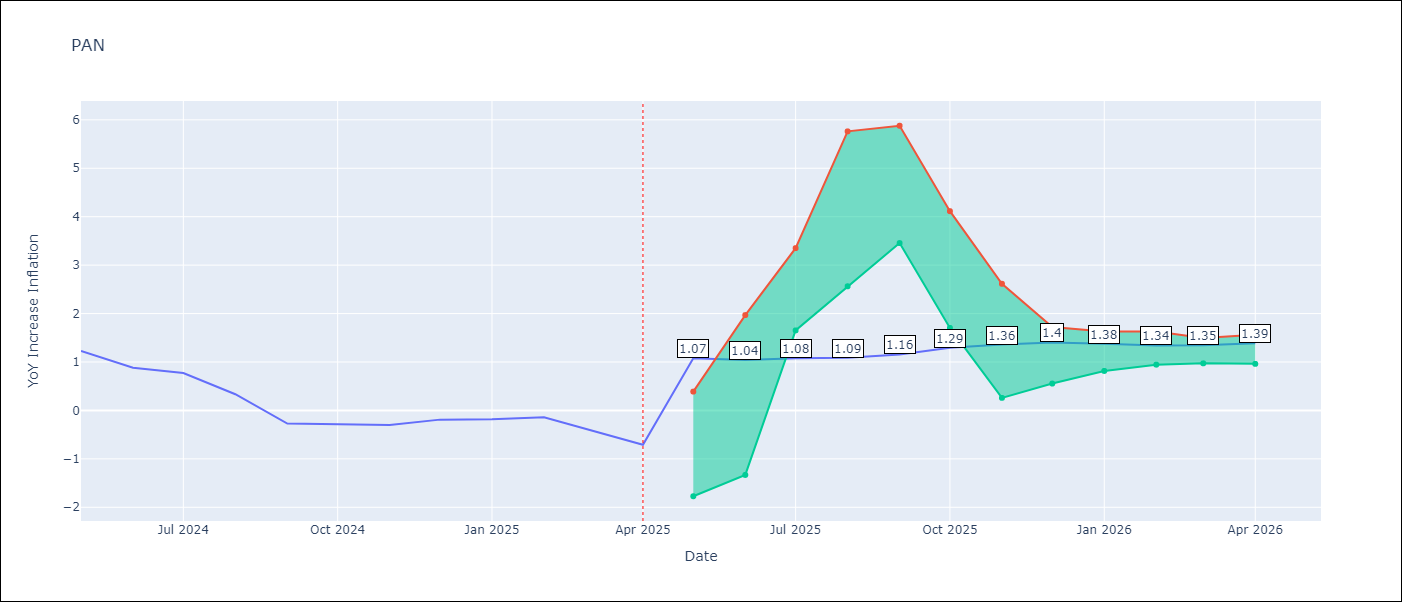 PAN
YoY Increase Inflation
6
5
4
3
2
1
0
−1
−2
1.07
1.04
1.08
1.09
1.16
1.29
1.36
1.4
1.38
1.34
1.35
1.39
Jul 2024
Oct 2024
Jan 2025
Apr 2025
Jul 2025
Oct 2025
Jan 2026
Apr 2026
Date